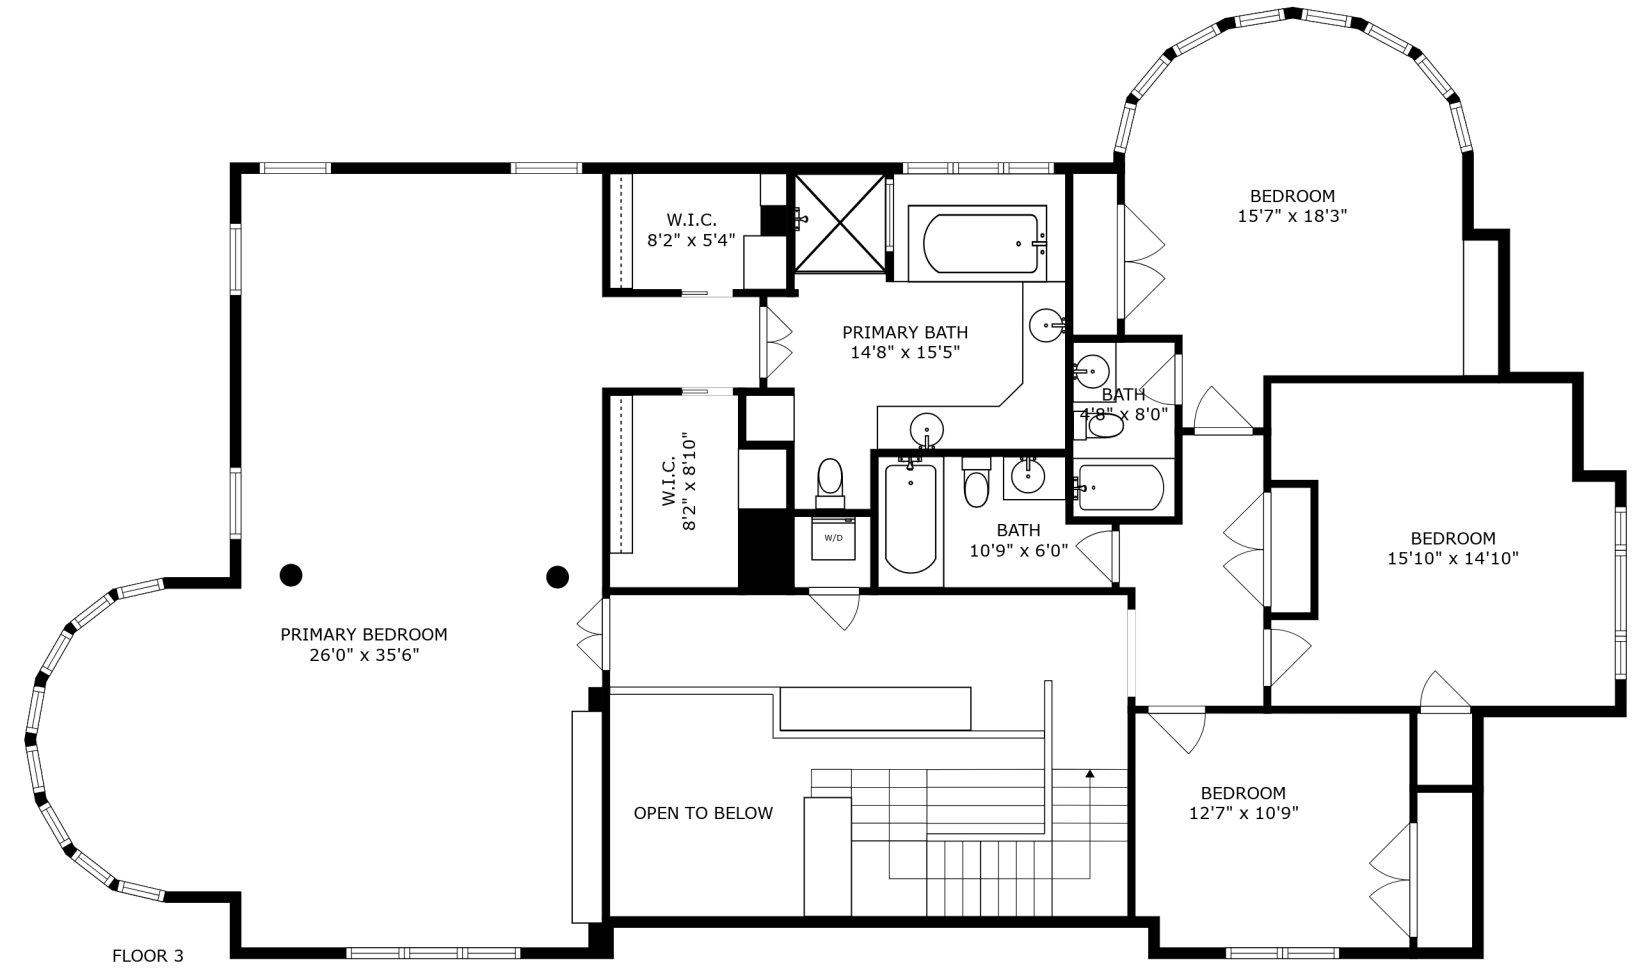 BEDROOM
15'7" x 18'3"
W.I.C.
8'2" x 5'4"
PRIMARY BATH
14'8" x 15'5"
BATH
4'8" x 8'0"
W.I.C.
8'2" x 8'10"
W/D
BATH
10'9" x 6'0"
BEDROOM
15'10" x 14'10"
PRIMARY BEDROOM
26'0" x 35'6"
OPEN TO BELOW
BEDROOM
12'7" x 10'9"
FLOOR 3